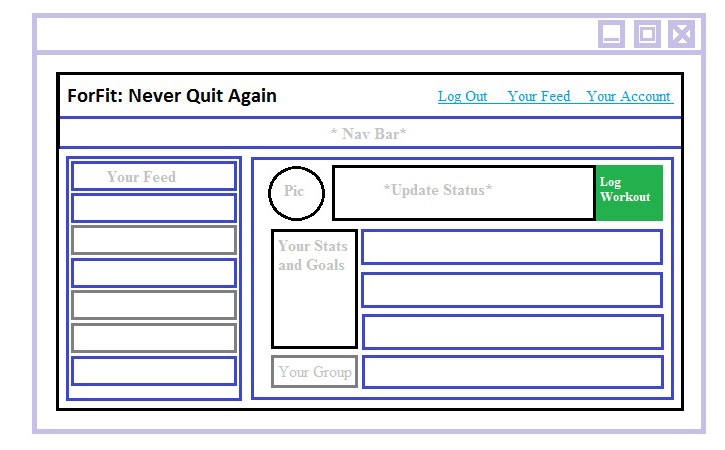 ForFit: Never Quit Again
Log Out Your Feed Your Account
* Nav Bar*
Your Feed
Pic
*Update Status*
Log
Workout
Your Stats
and Goals
Your Group